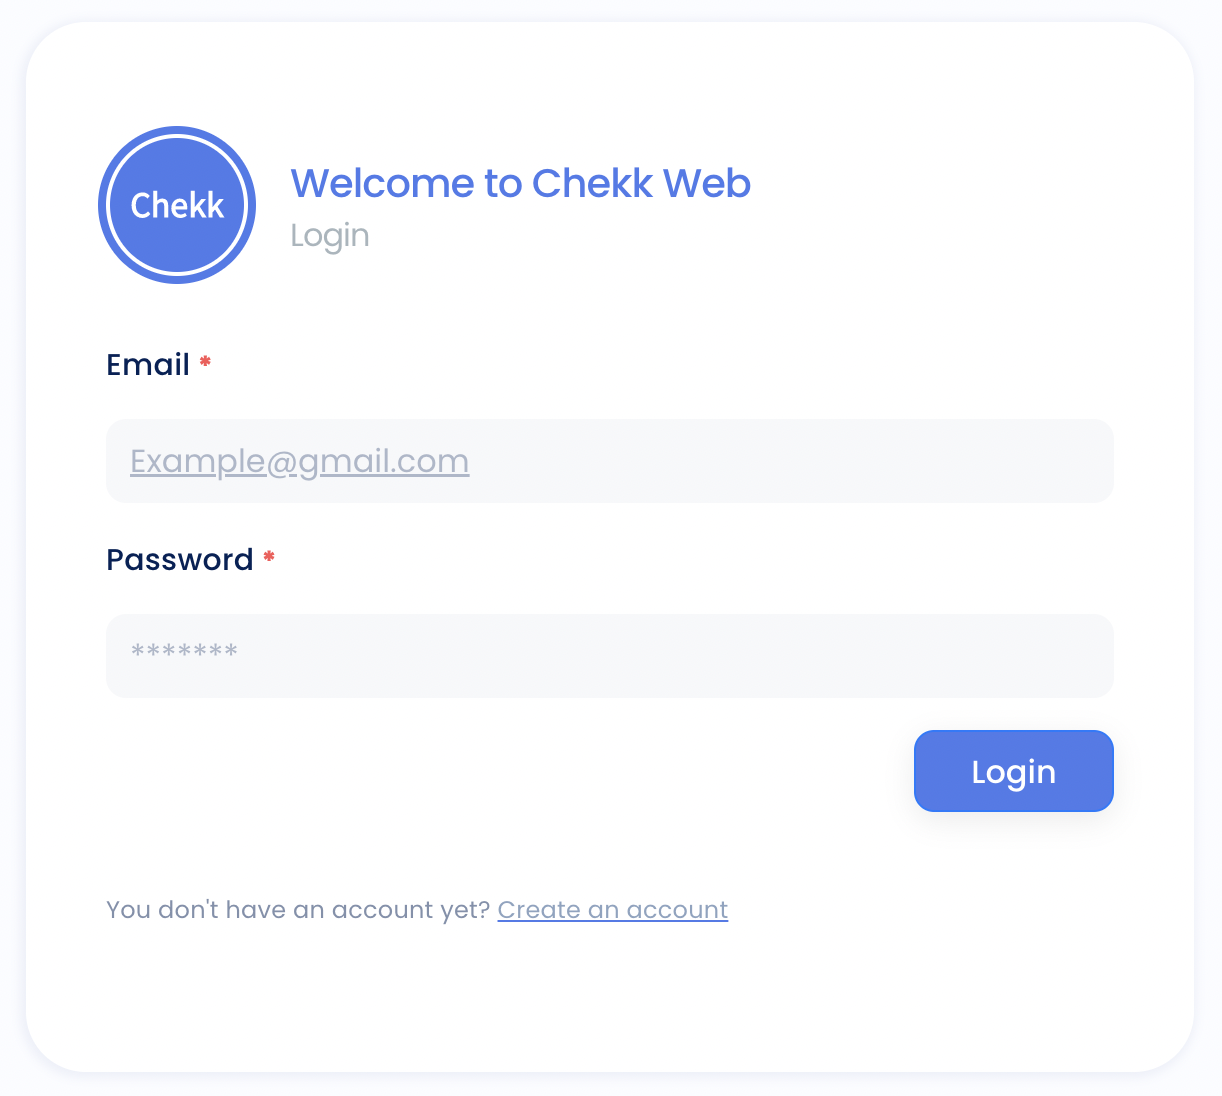 Chekk
Welcome to Chekk Web
Login
Email *
Example@gmail.com
Password *
*******
Login
You don't have an account yet? Create an account